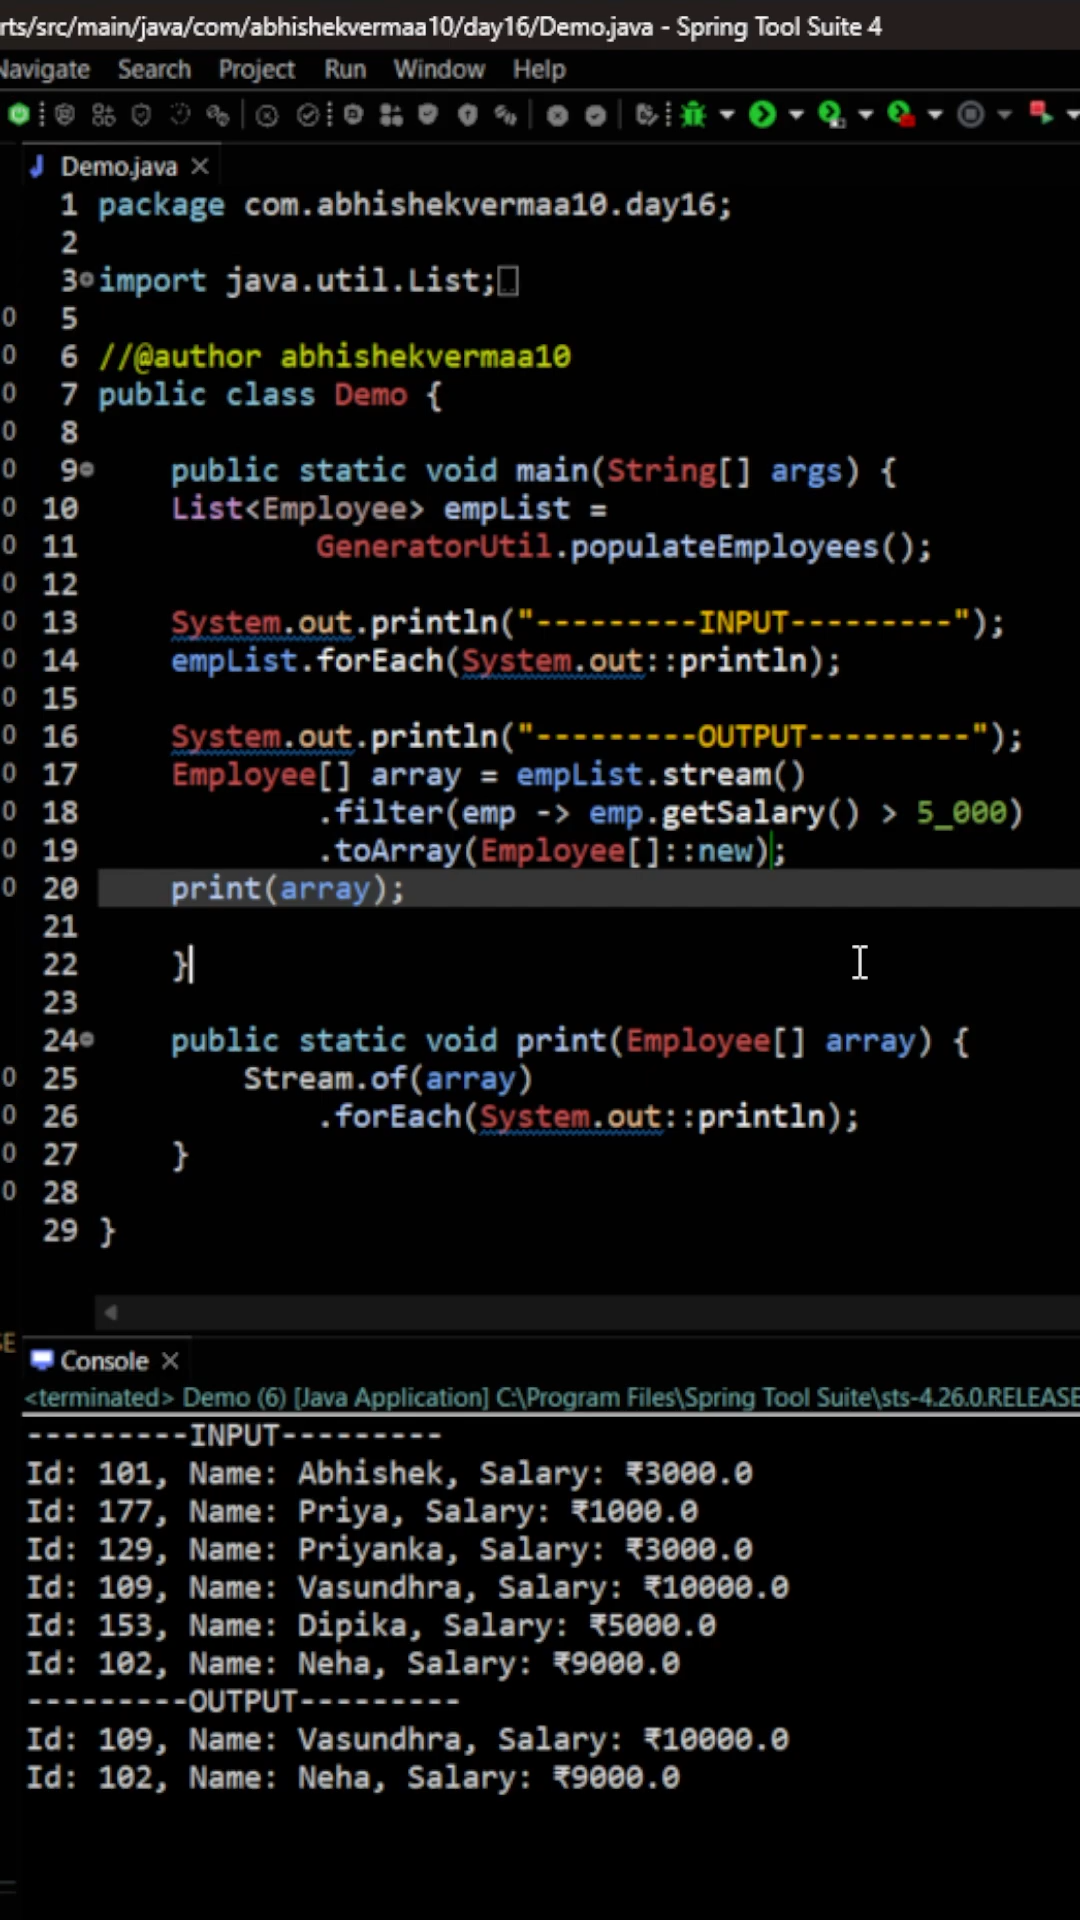 rts/src/main/java/com/abhishekvermaa10/day16/Demo.java - Spring Tool Suite 4
Navigate Search Project Run Window Help
Demo.java
1 package com.abhishekvermaa10.day16;
2
3 import java.util.List;
5
6 //@author abhishekvermaa10
7 public class Demo {
8
9 public static void main(String[] args) {
10 List<Employee> empList =
11 GeneratorUtil.populateEmployees();
12
13 System.out.println("---------INPUT---------");
14 empList.forEach(System.out::println);
15
16 System.out.println("---------OUTPUT---------");
17 Employee[] array = empList.stream()
18 .filter(emp -> emp.getSalary() > 5_000)
19 .toArray(Employee[]::new);
20 print(array);
21
22 }
23
24 public static void print(Employee[] array) {
25 Stream.of(array)
26 .forEach(System.out::println);
27 }
28
29 }
SE
Console
<terminated> Demo (6) [Java Application] C:\Program Files\Spring Tool Suite\sts-4.26.0.RELEASE
---------INPUT---------
Id: 101, Name: Abhishek, Salary: ₹3000.0
Id: 177, Name: Priya, Salary: ₹1000.0
Id: 129, Name: Priyanka, Salary: ₹3000.0
Id: 109, Name: Vasundhra, Salary: ₹10000.0
Id: 153, Name: Dipika, Salary: ₹5000.0
Id: 102, Name: Neha, Salary: ₹9000.0
---------OUTPUT---------
Id: 109, Name: Vasundhra, Salary: ₹10000.0
Id: 102, Name: Neha, Salary: ₹9000.0